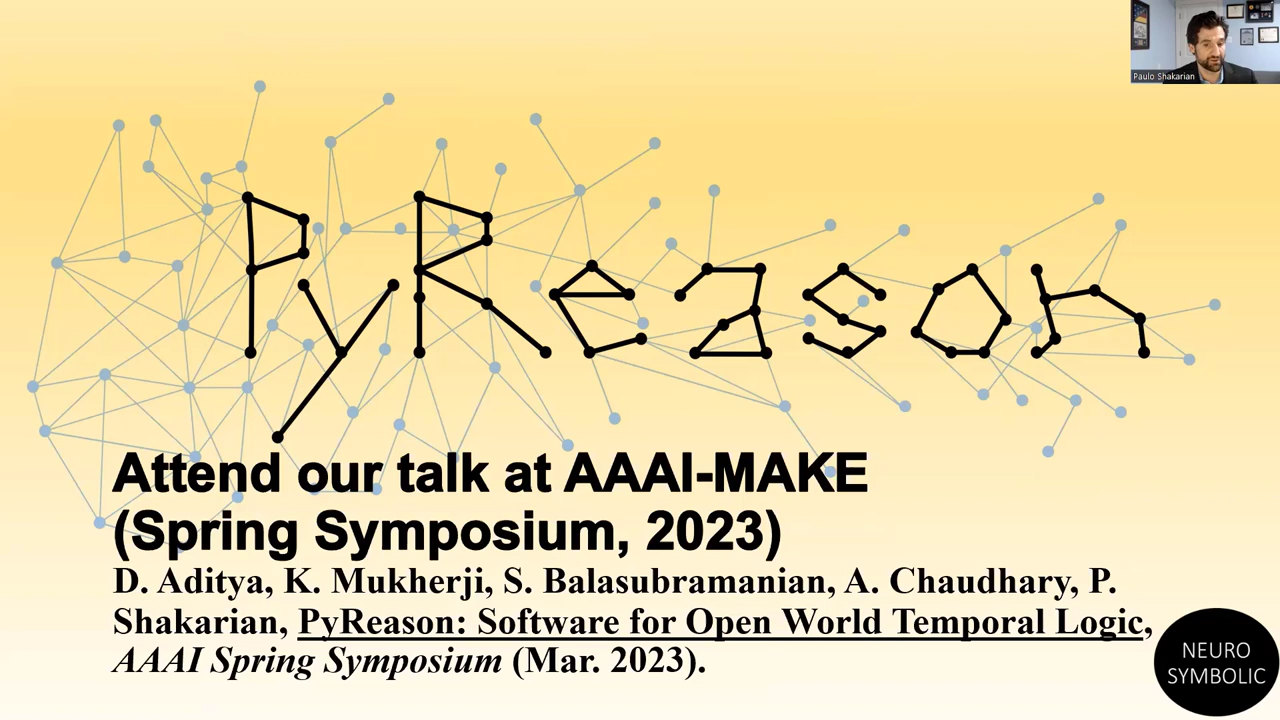 Paulo Shakarian
PyReason
Attend our talk at AAAI-MAKE
(Spring Symposium, 2023)
D. Aditya, K. Mukherji, S. Balasubramanian, A. Chaudhary, P.
Shakarian, PyReason: Software for Open World Temporal Logic,
AAAI Spring Symposium (Mar. 2023).
NEURO
SYMBOLIC